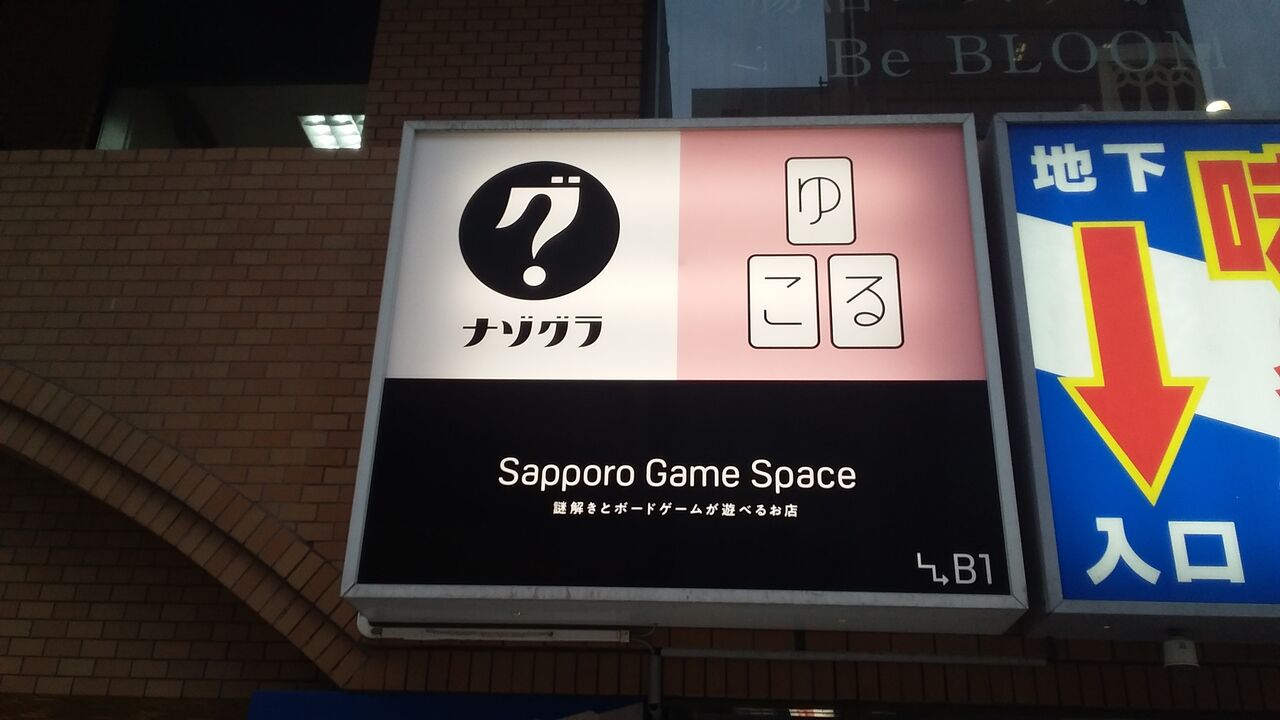 Be BLOOM
グ
ナゾグラ
ゆ
こる
Sapporo Game Space
謎解きとボードゲームが遊べるお店
B1
地下
入口